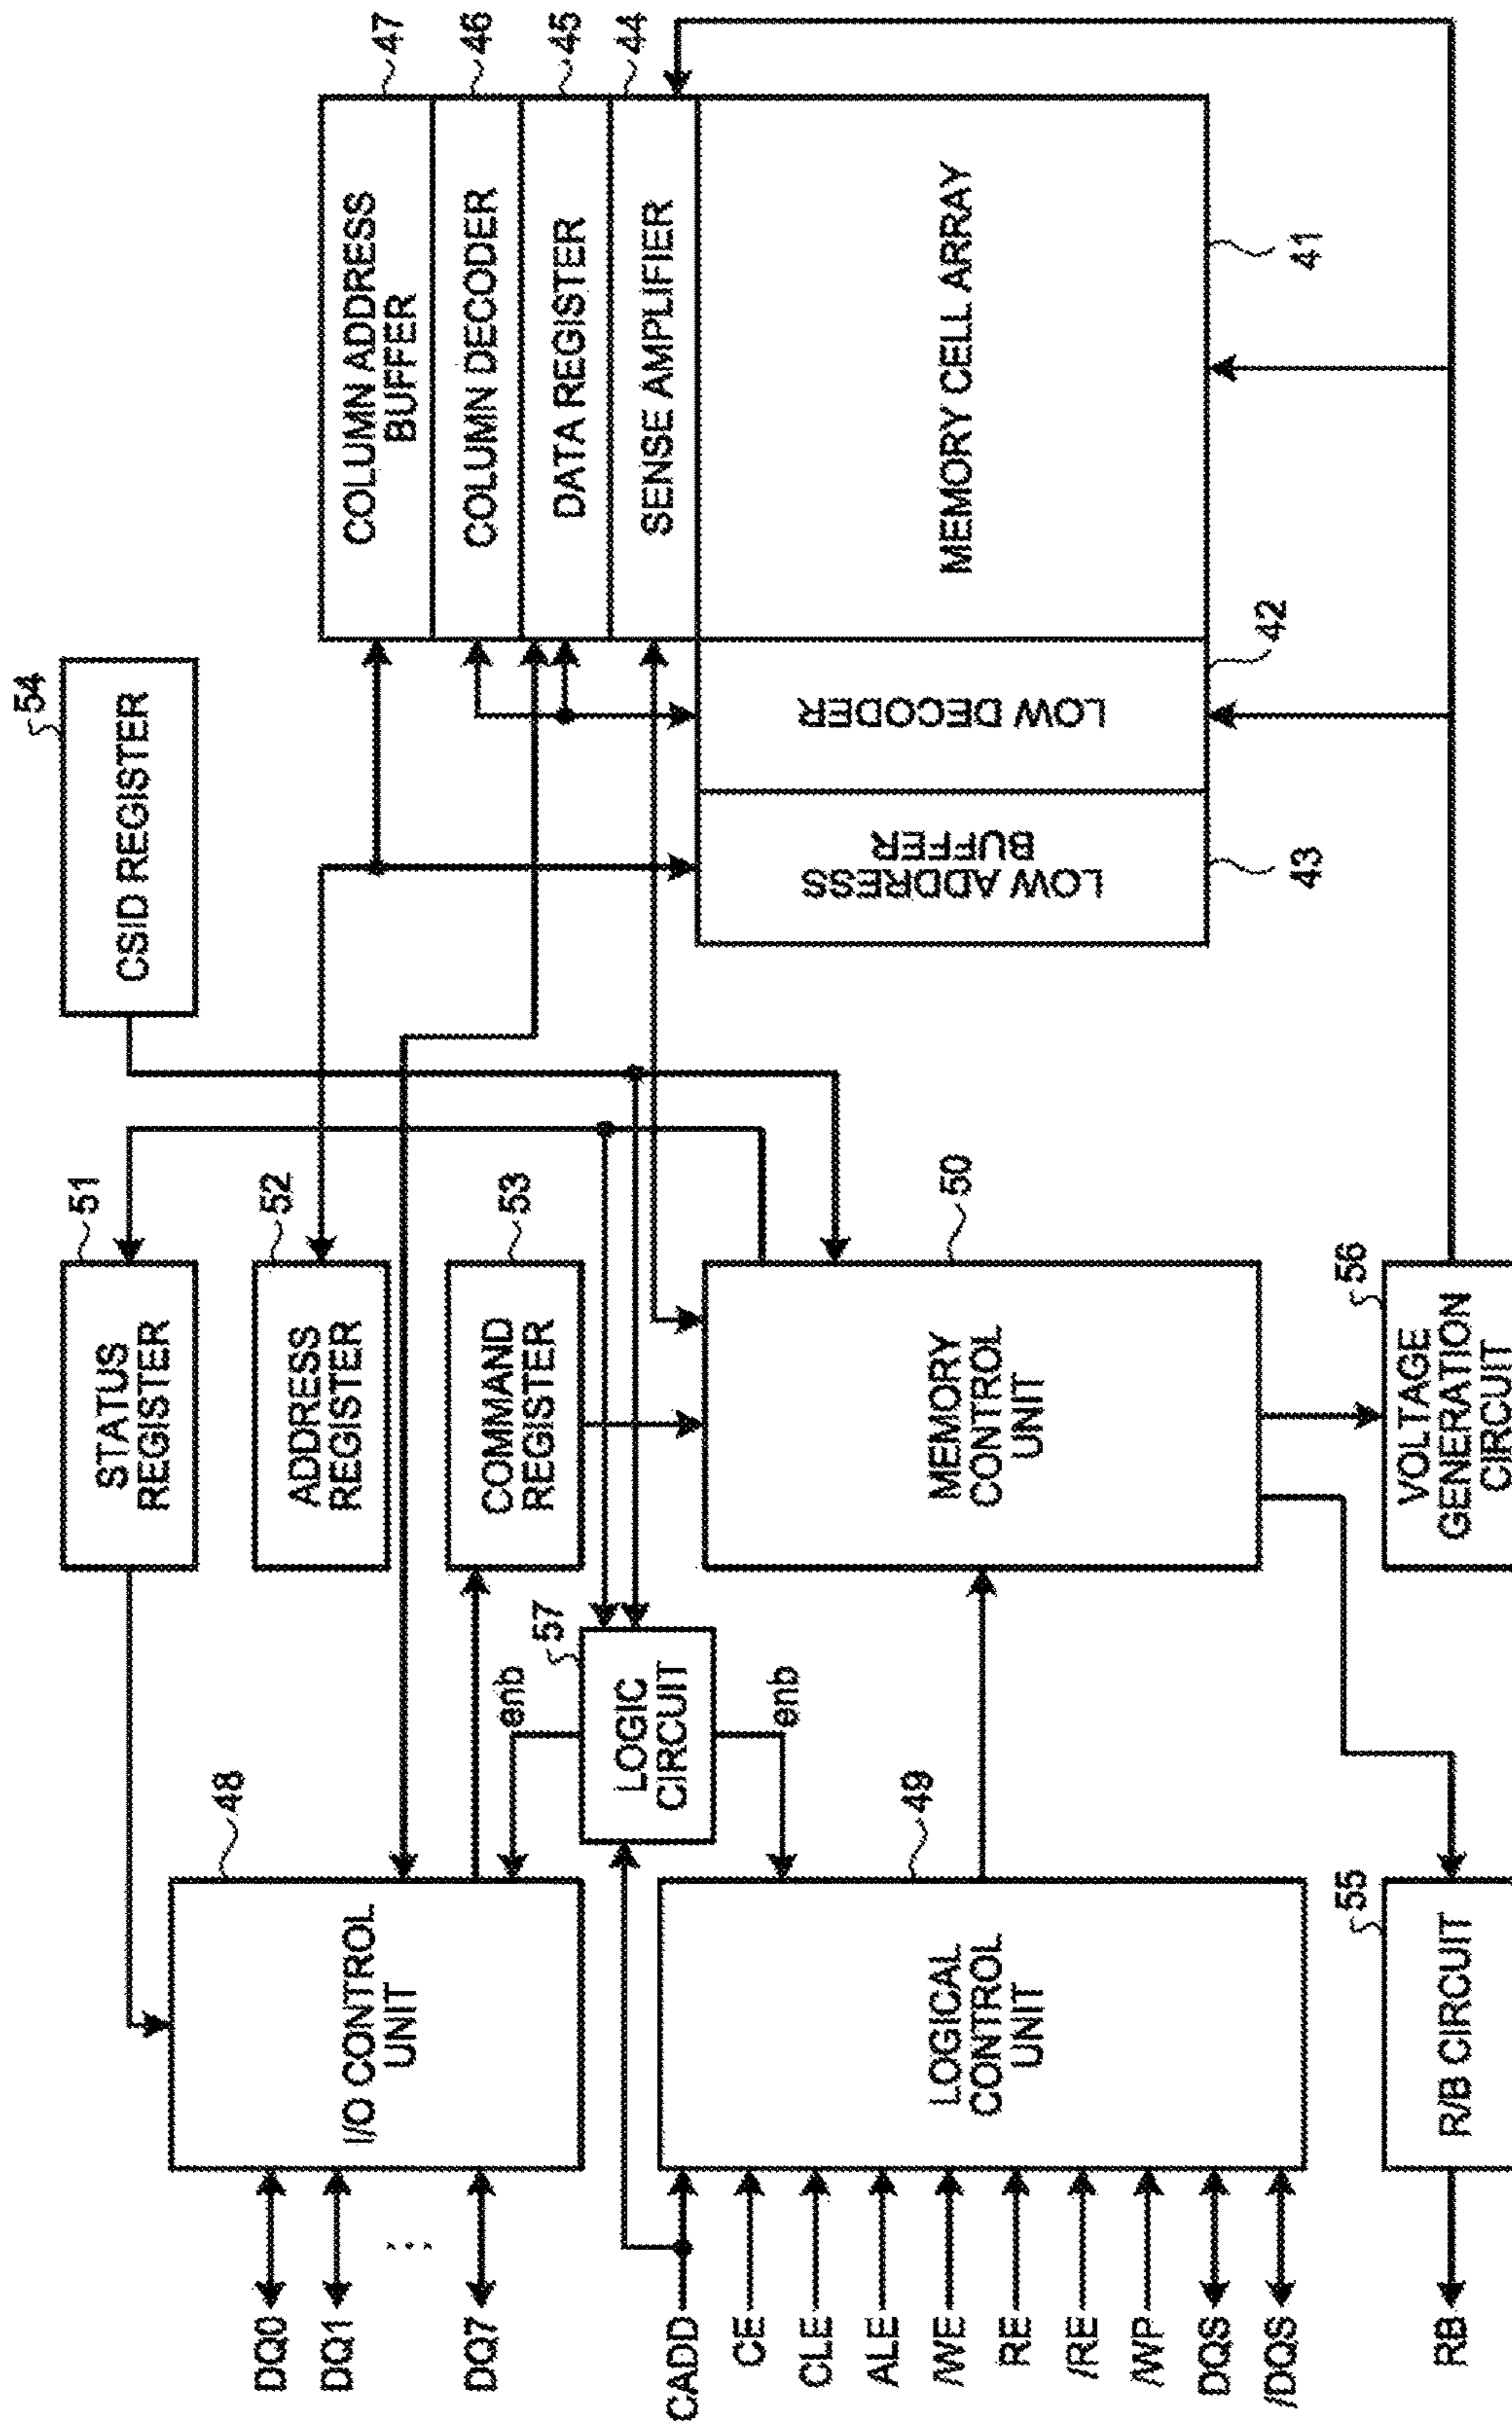 54
CSID REGISTER
47
COLUMN ADDRESS
BUFFER
46
COLUMN DECODER
45
DATA REGISTER
44
SENSE AMPLIFIER
MEMORY CELL ARRAY
41
LOW DECODER
42
LOW ADDRESS
BUFFER
43
51
STATUS
REGISTER
52
ADDRESS
REGISTER
53
COMMAND
REGISTER
50
MEMORY
CONTROL
UNIT
56
VOLTAGE
GENERATION
CIRCUIT
57
LOGIC
CIRCUIT
enb
enb
48
I/O CONTROL
UNIT
49
LOGICAL
CONTROL
UNIT
55
R/B CIRCUIT
DQ0
DQ1
DQ7
CADD
CE
CLE
ALE
/WE
RE
/RE
/WP
DQS
/DQS
RB